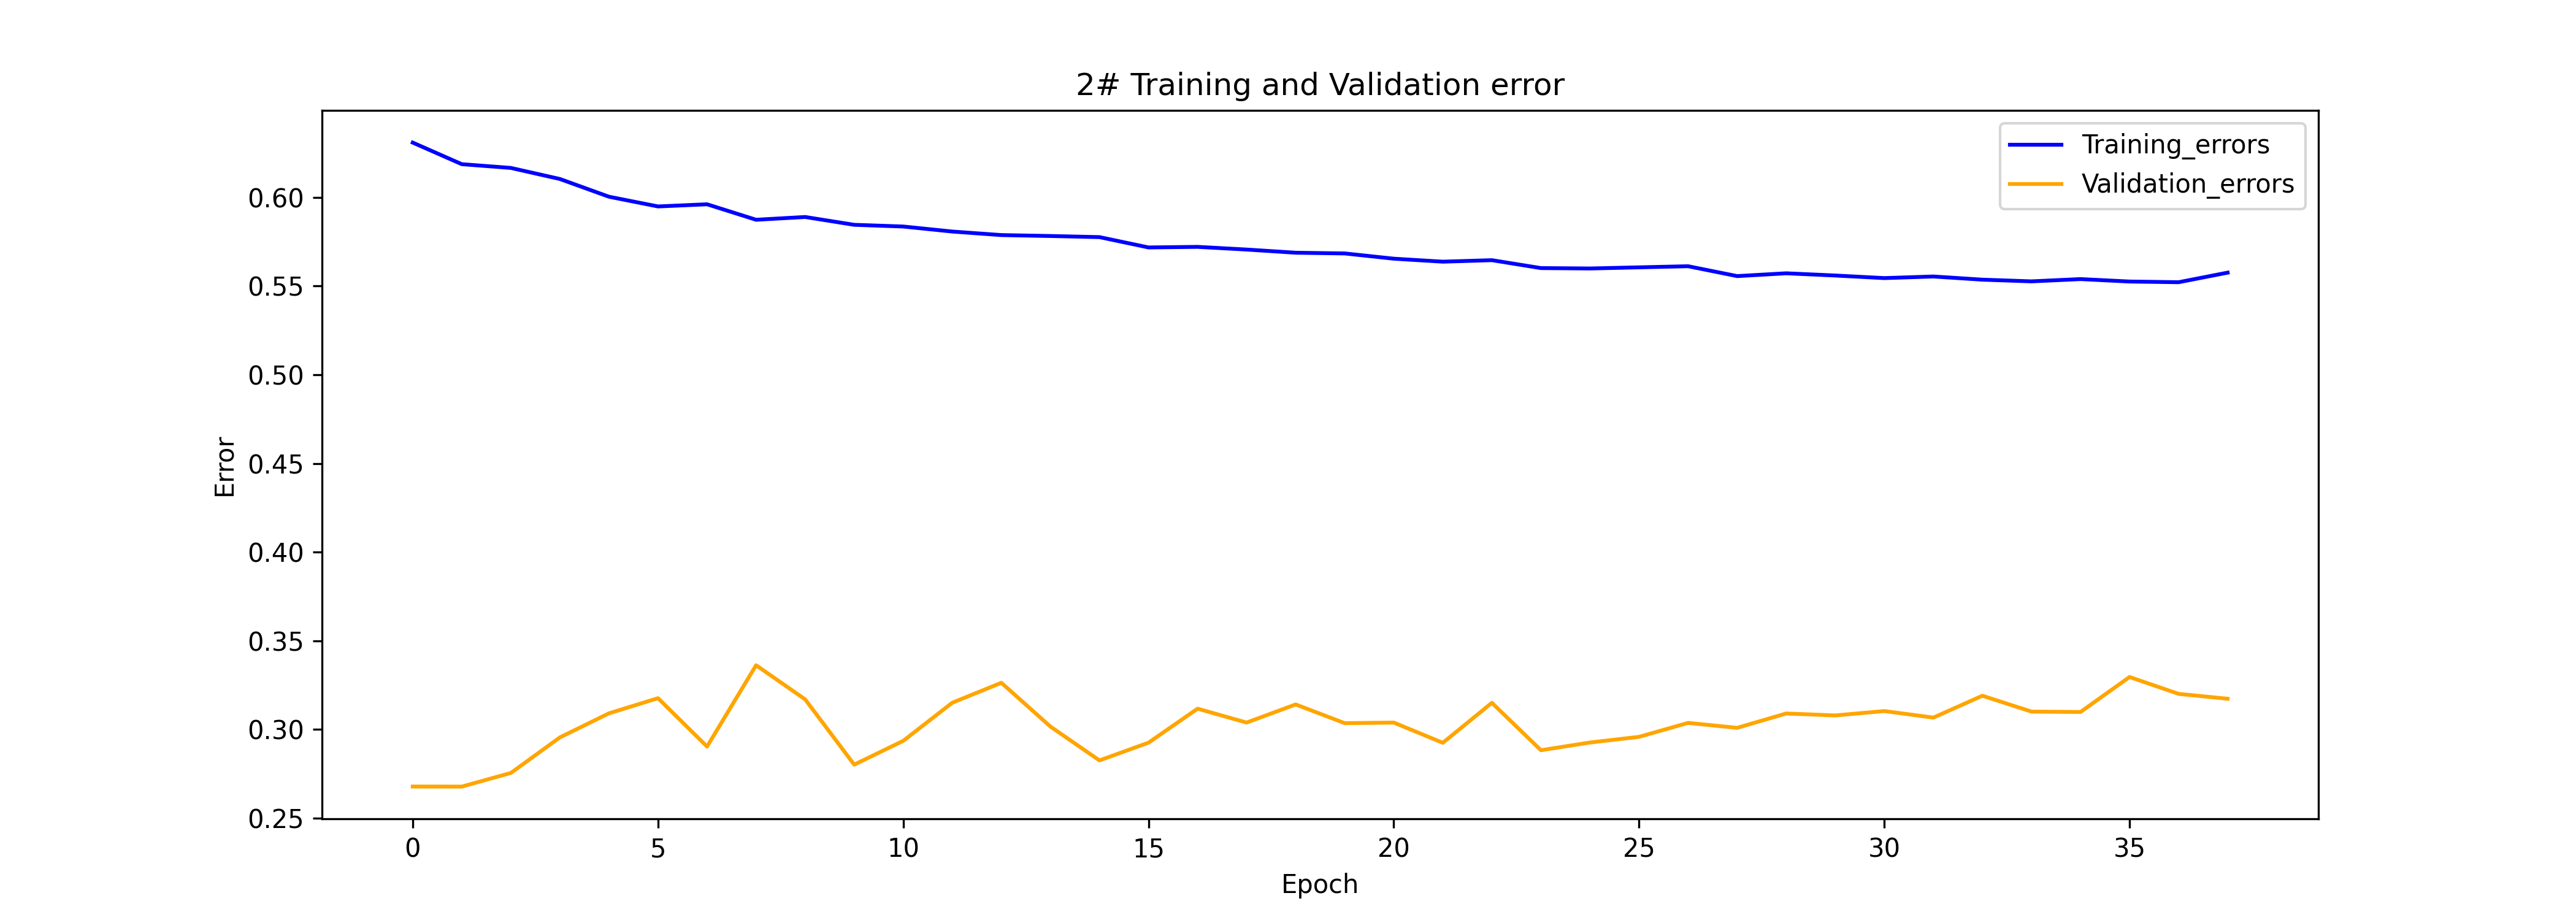 2# Training and Validation error
Training_errors
Validation_errors
Error
0.60
0.55
0.50
0.45
0.40
0.35
0.30
0.25
0 5 10 15 20 25 30 35
Epoch